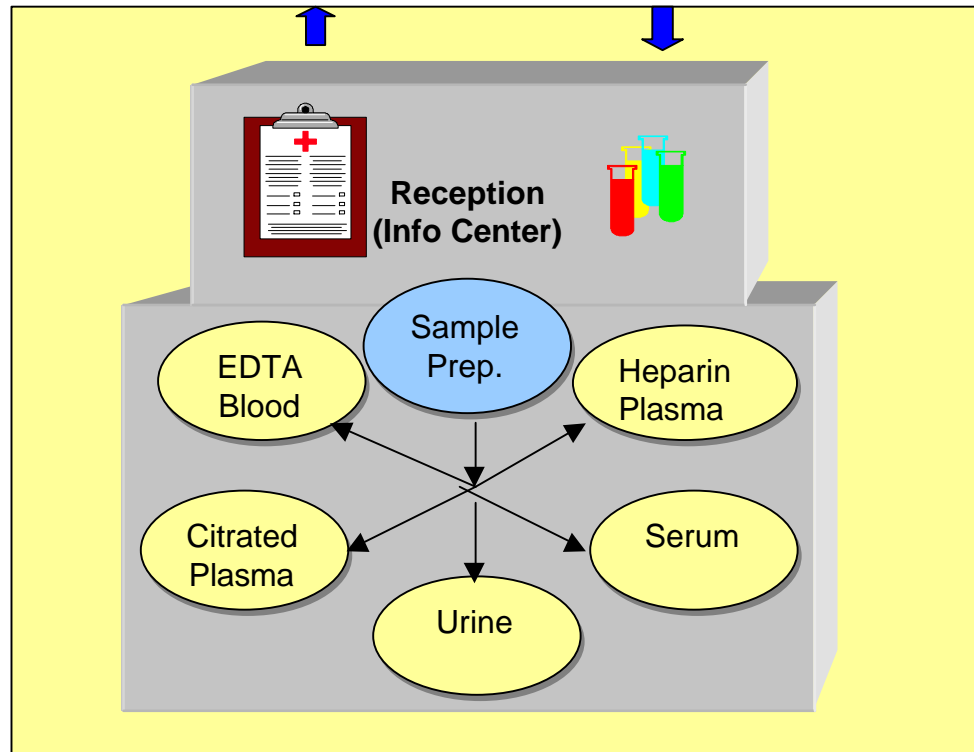 Reception
(Info Center)
Sample
Prep.
EDTA
Blood
Heparin
Plasma
Citrated
Plasma
Serum
Urine